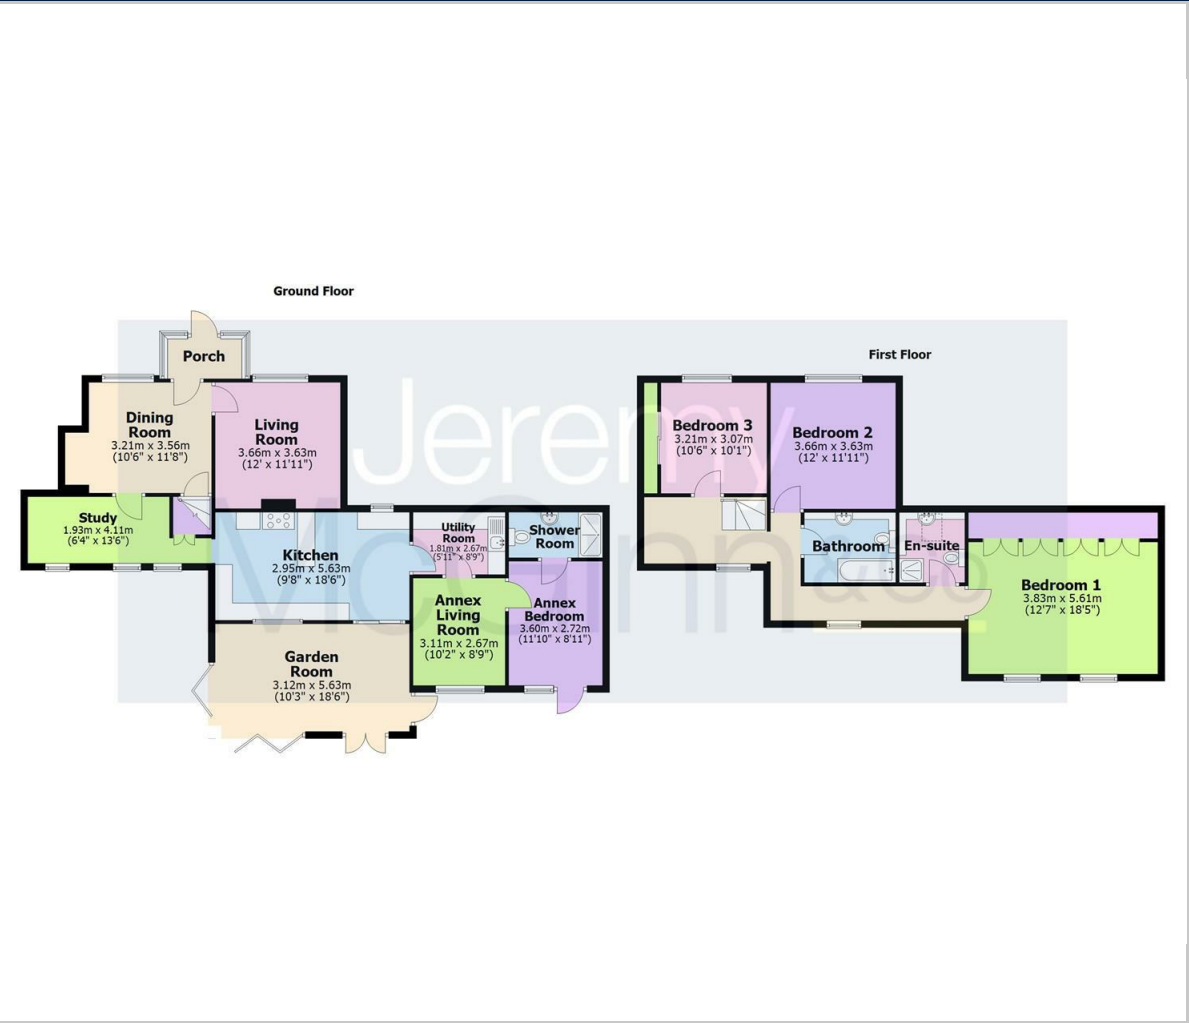 Ground Floor
Porch
Dining
Room
3.21m x 3.56m
(10'6" x 11'8")
Living
Room
3.66m x 3.63m
(12' x 11'11")
Study
1.93m x 4.11m
(6'4" x 13'6")
Kitchen
2.95m x 5.63m
(9'8" x 18'6")
Utility
Room
1.81m x 2.67m
(5'11" x 8'9")
Shower
Room
Annex
Living
Room
3.11m x 2.67m
(10'2" x 8'9")
Annex
Bedroom
3.60m x 2.72m
(11'10" x 8'11")
Garden
Room
3.12m x 5.63m
(10'3" x 18'6")
First Floor
Bedroom 3
3.21m x 3.07m
(10'6" x 10'1")
Bedroom 2
3.66m x 3.63m
(12' x 11'11")
Bathroom
En-suite
Bedroom 1
3.83m x 5.61m
(12'7" x 18'5")
Jeremy
McGinn &Co